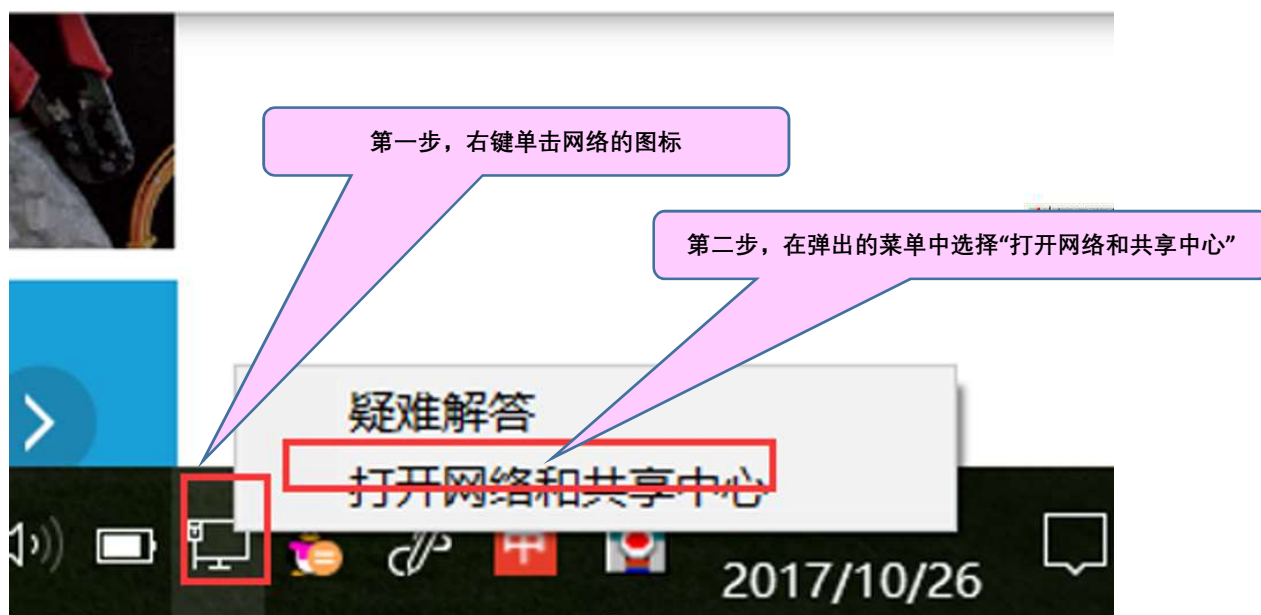 第一步，右键单击网络的图标
第二步，在弹出的菜单中选择“打开网络和共享中心”
疑难解答
打开网络和共享中心
中
2017/10/26